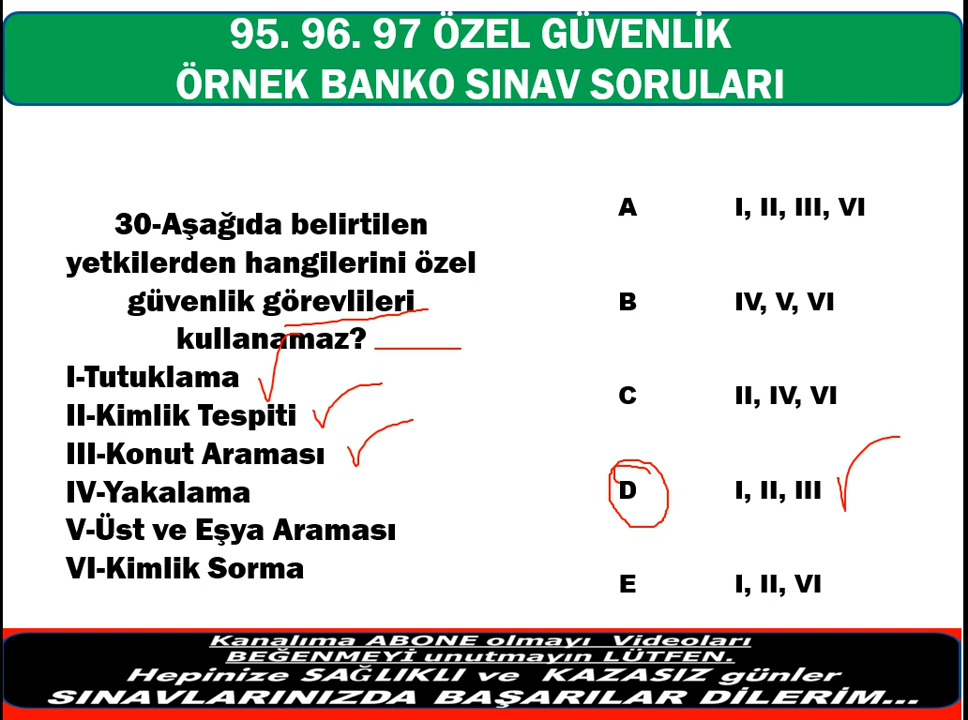 95. 96. 97 ÖZEL GÜVENLİK
ÖRNEK BANKO SINAV SORULARI
30-Aşağıda belirtilen
yetkilerden hangilerini özel
güvenlik görevlileri
kullanamaz?
I-Tutuklama
II-Kimlik Tespiti
III-Konut Araması
IV-Yakalama
V-Üst ve Eşya Araması
VI-Kimlik Sorma
A I, II, III, VI
B IV, V, VI
C II, IV, VI
D I, II, III
E I, II, VI
Kanalıma ABONE olmayı Videoları
BEĞENMEYİ unutmayın LÜTFEN.
Hepinize SAĞLIKLI ve KAZASIZ günler
SINAVLARINIZDA BAŞARILAR DİLERİM...